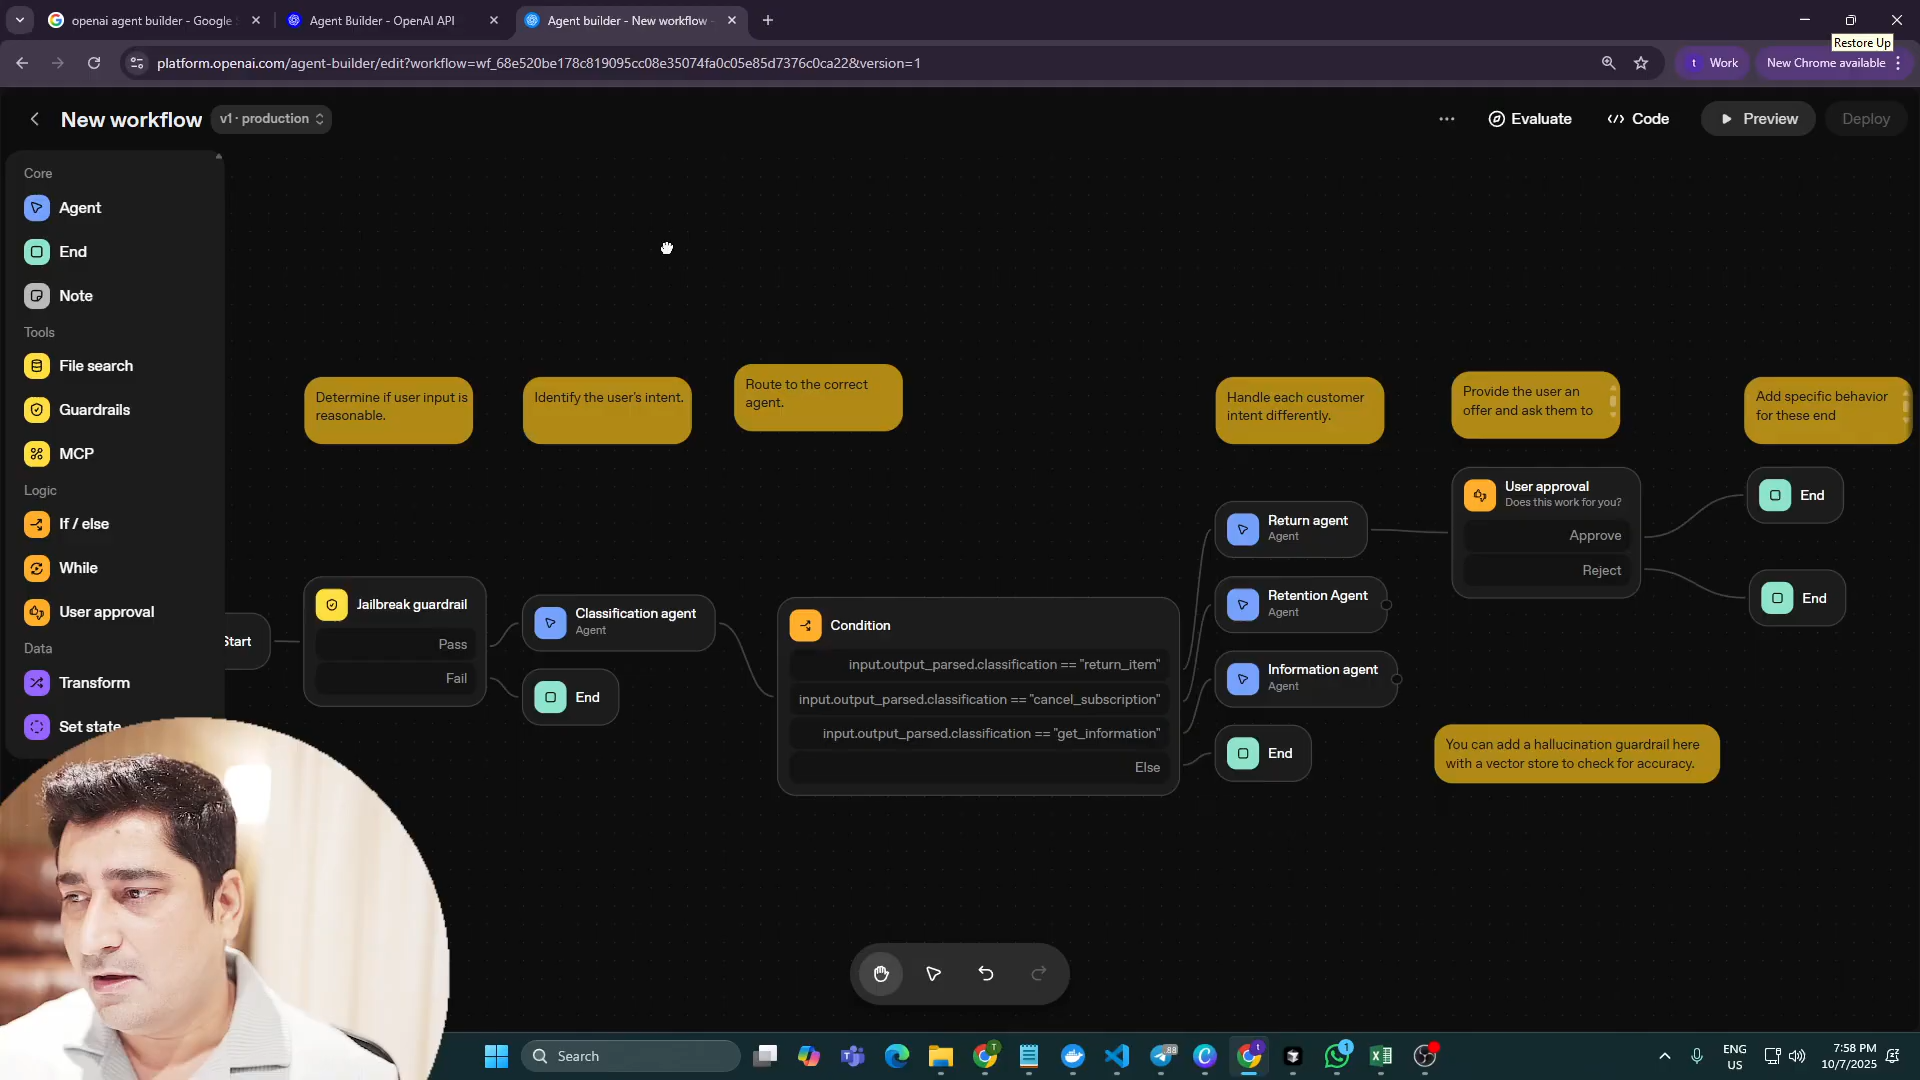 openai agent builder - Google
Agent Builder - OpenAI API
Agent builder - New workflow
Restore Up
platform.openai.com/agent-builder/edit?workflow=wf_68e520be178c819095cc08e35074fa0c05e85d7376c0ca22&version=1
t
Work
New Chrome available
New workflow
v1 · production
Evaluate
Code
Preview
Deploy
Core
Agent
End
Note
Tools
File search
Guardrails
MCP
Logic
If / else
While
User approval
Data
Transform
Set state
Determine if user input is
reasonable.
Identify the user's intent.
Route to the correct
agent.
Handle each customer
intent differently.
Provide the user an
offer and ask them to
Add specific behavior
for these end
Start
Jailbreak guardrail
Pass
Fail
Classification agent
Agent
End
Condition
input.output_parsed.classification == "return_item"
input.output_parsed.classification == "cancel_subscription"
input.output_parsed.classification == "get_information"
Else
Return agent
Agent
Retention Agent
Agent
Information agent
Agent
End
User approval
Does this work for you?
Approve
Reject
End
End
You can add a hallucination guardrail here
with a vector store to check for accuracy.
Search
T
88
t
1
ENG
US
7:58 PM
10/7/2025